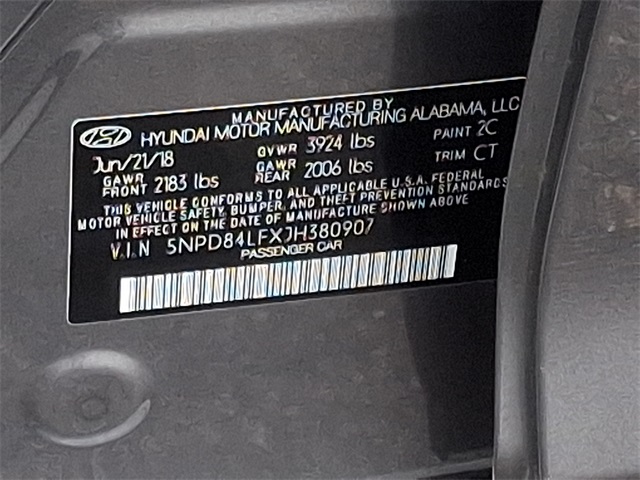 MANUFACTURED BY
HYUNDAI MOTOR MANUFACTURING ALABAMA, LLC
Jun/21/18 GVWR 3924 lbs PAINT 2C
GAWR FRONT 2183 lbs GAWR REAR 2006 lbs TRIM CT
THIS VEHICLE CONFORMS TO ALL APPLICABLE U.S.A. FEDERAL
MOTOR VEHICLE SAFETY, BUMPER, AND THEFT PREVENTION STANDARDS
IN EFFECT ON THE DATE OF MANUFACTURE SHOWN ABOVE
V.I.N 5NPD84LFXJH380907
PASSENGER CAR